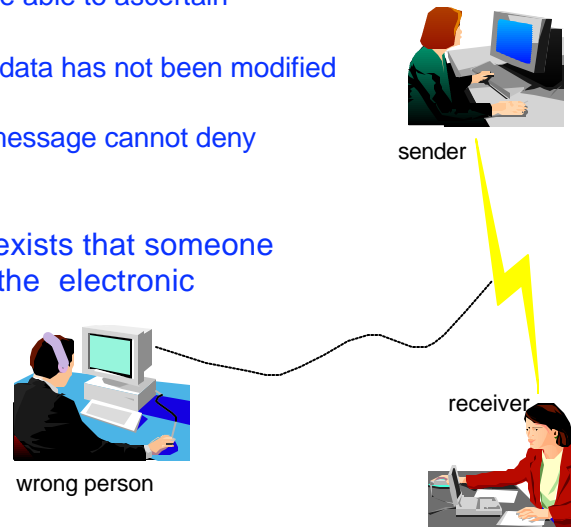 e able to ascertain
data has not been modified
nessage cannot deny
sender
exists that someone
the electronic
receiver
wrong person